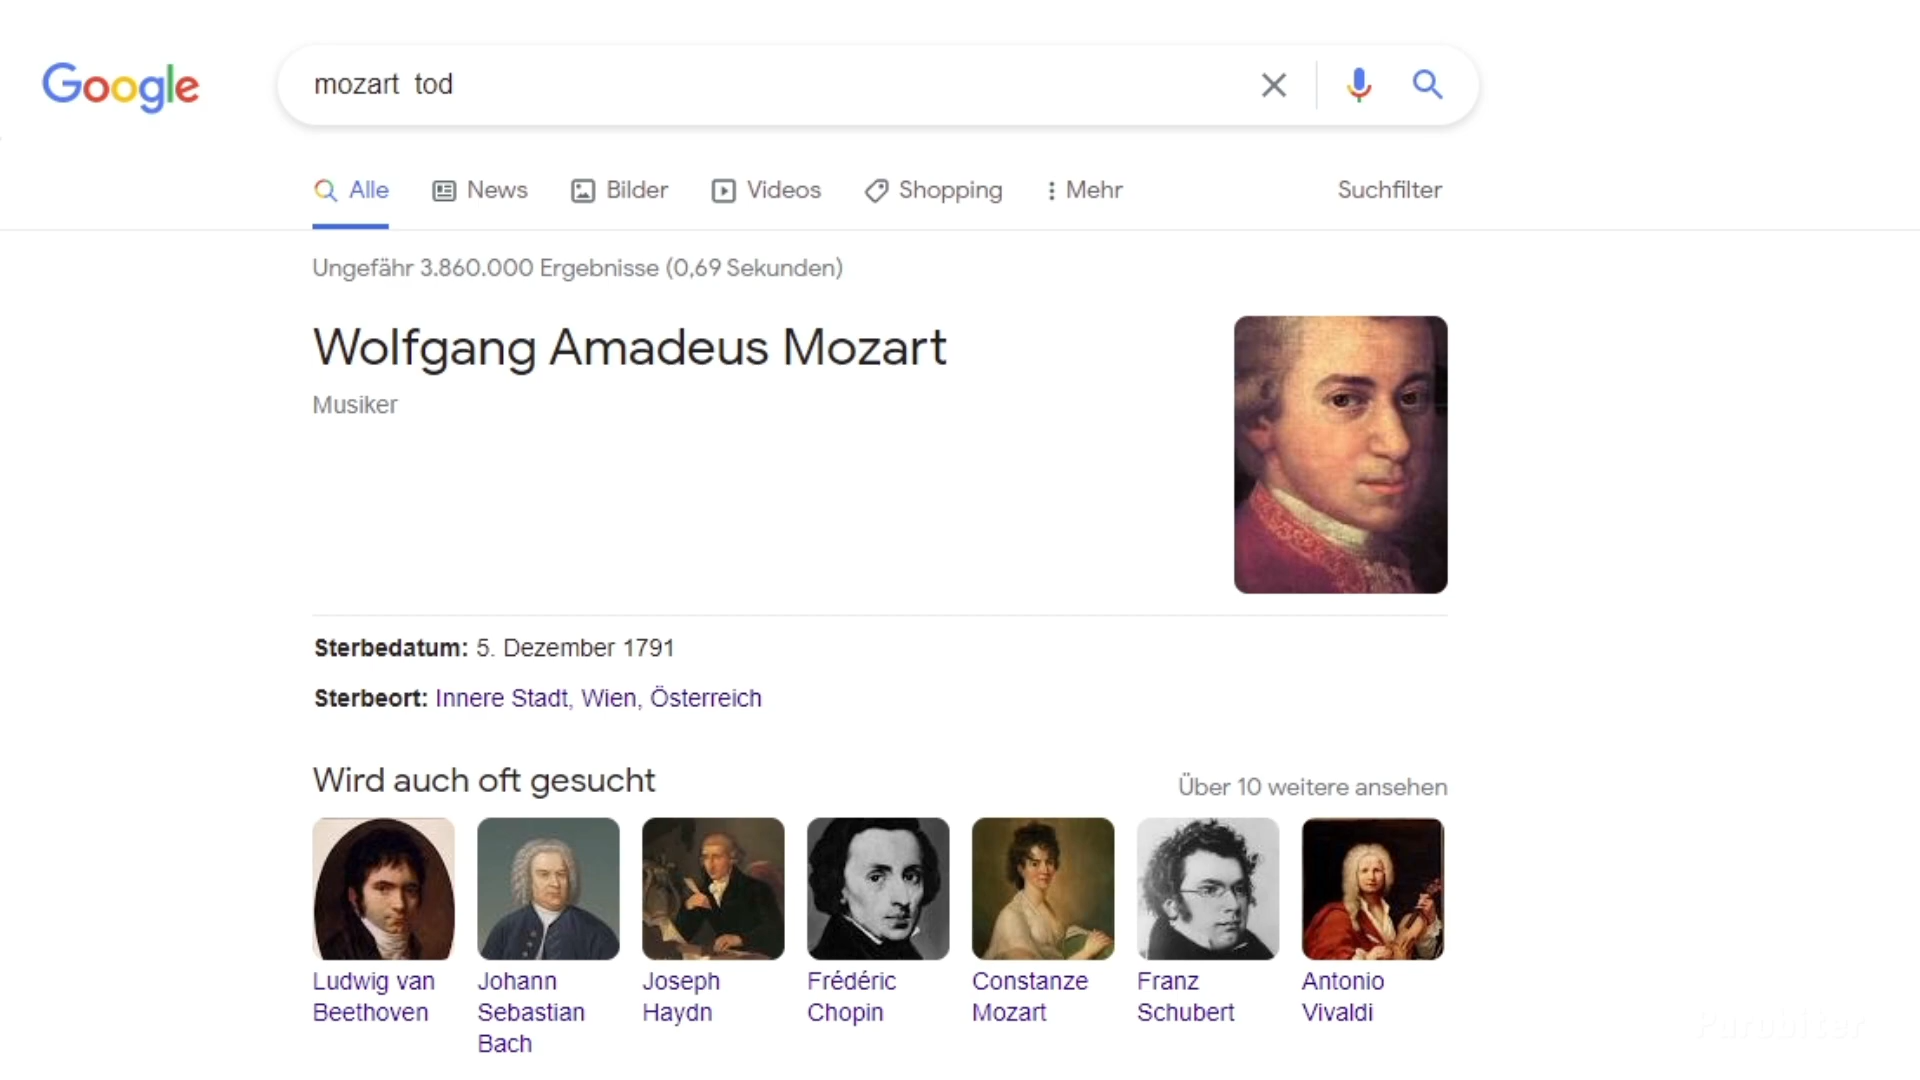 Google
mozart tod
Alle
News
Bilder
Videos
Shopping
Mehr
Suchfilter
Ungefähr 3.860.000 Ergebnisse (0,69 Sekunden)
Wolfgang Amadeus Mozart
Musiker
Sterbedatum: 5. Dezember 1791
Sterbeort: Innere Stadt, Wien, Österreich
Wird auch oft gesucht
Über 10 weitere ansehen
Ludwig van
Beethoven
Johann
Sebastian
Bach
Joseph
Haydn
Frédéric
Chopin
Constanze
Mozart
Franz
Schubert
Antonio
Vivaldi